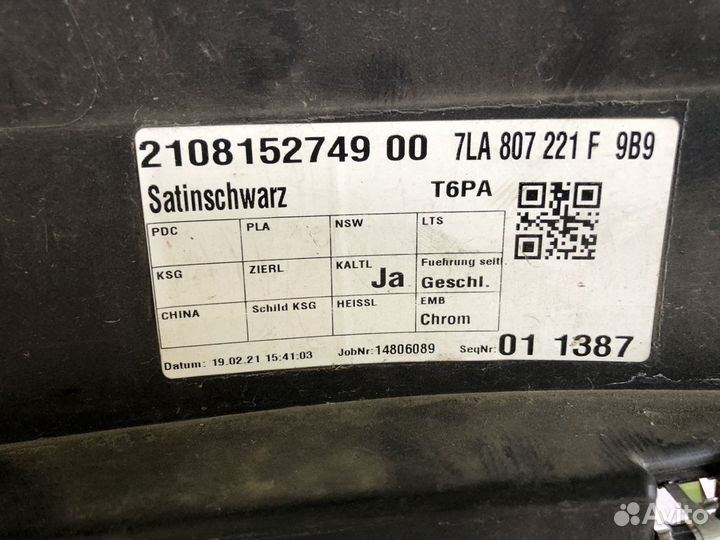 2108152749 00 7LA 807 221 F 9B9
Satinschwarz T6PA
PDC PLA NSW LTS
KSG ZIERL KALTL Fuehrung seitl
Ja Geschl.
CHINA Schild KSG HEISSL EMB
Chrom
Datum: 19.02.21 15:41:03 JobNr:14806089 SeqNr: 01 1387
Avito